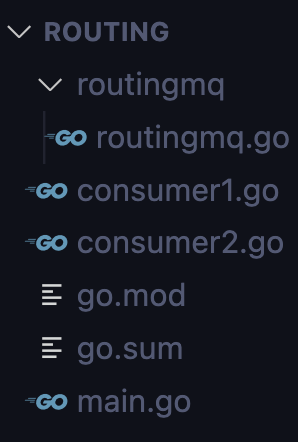 ROUTING
routingmq
GO routingmq.go
GO consumer1.go
GO consumer2.go
go.mod
go.sum
GO main.go